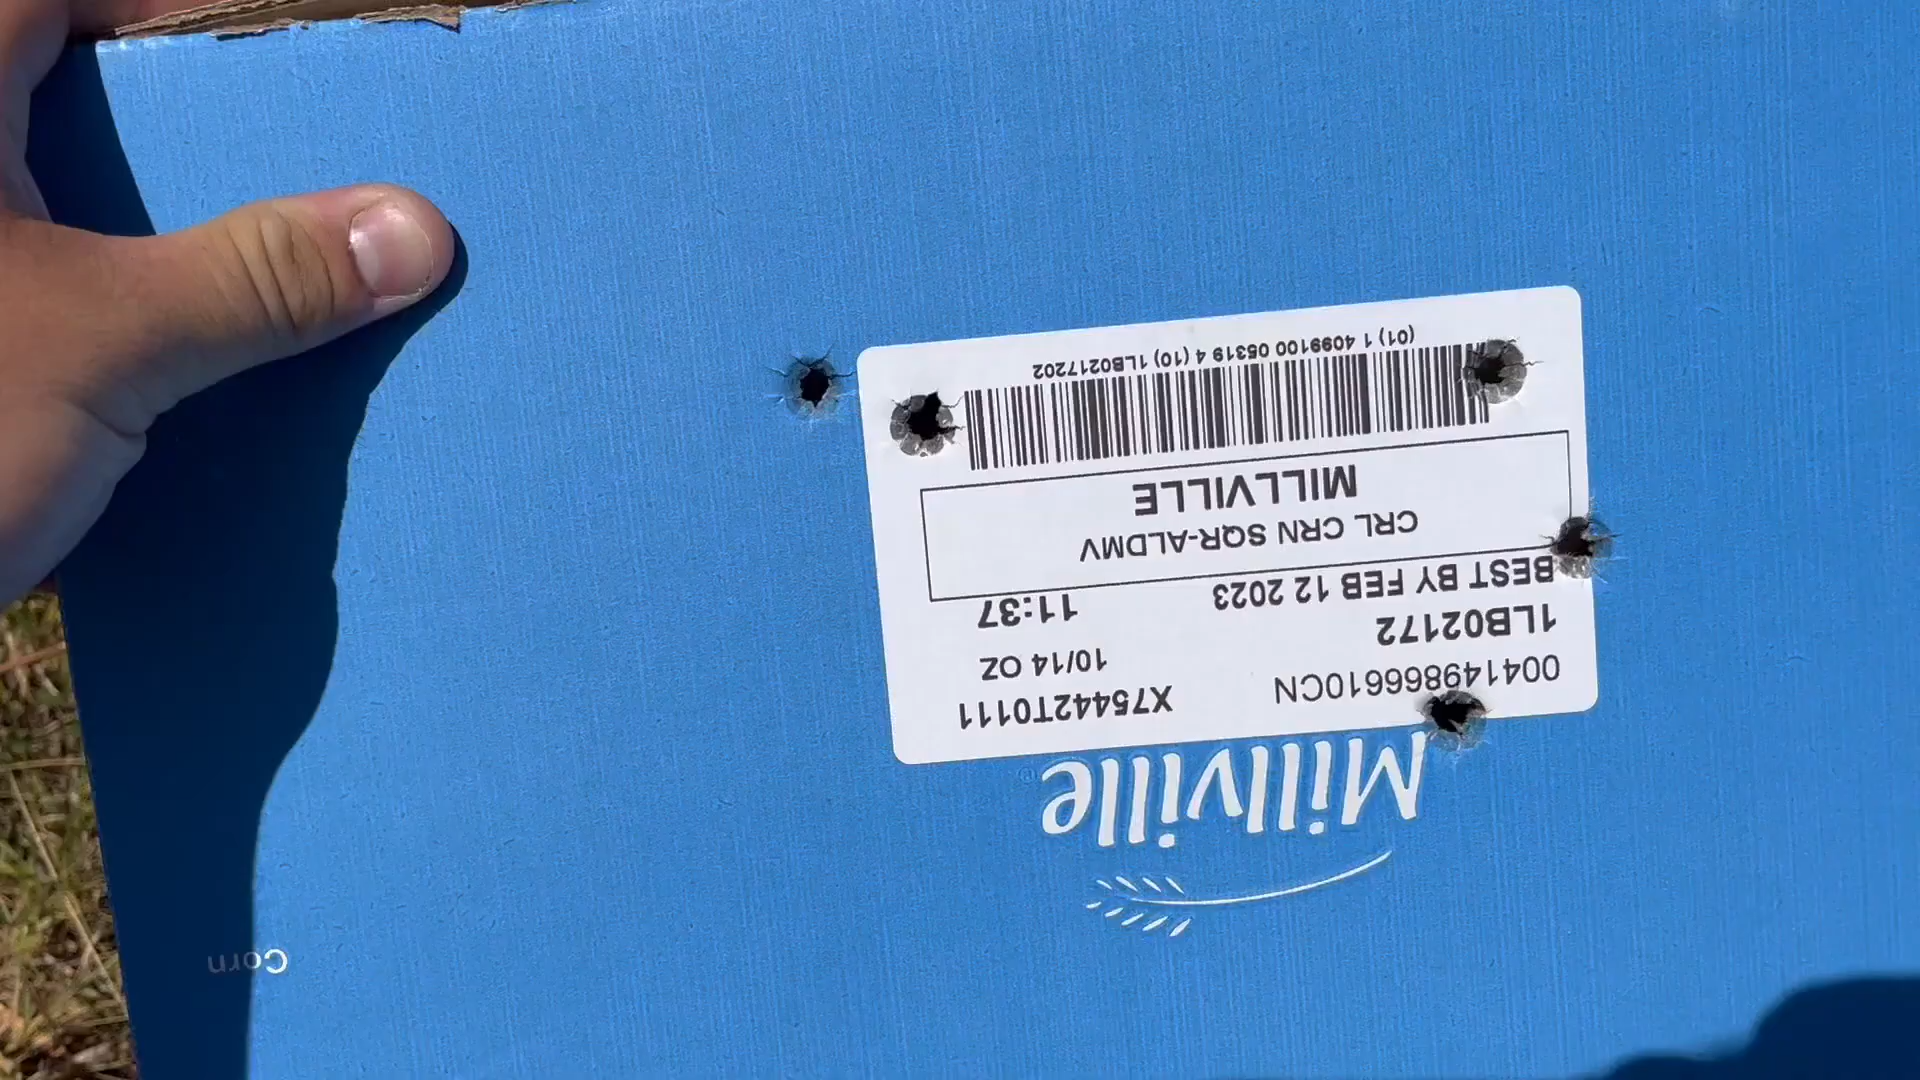 Corn
Millville®
004149866610CN X75442T0111
1LB02172 10/14 OZ
BEST BY FEB 12 2023 11:37
CRL CRN SQR-ALDMV
MILLVILLE
(01) 1 4099100 05319 4 (10) 1LB0217202